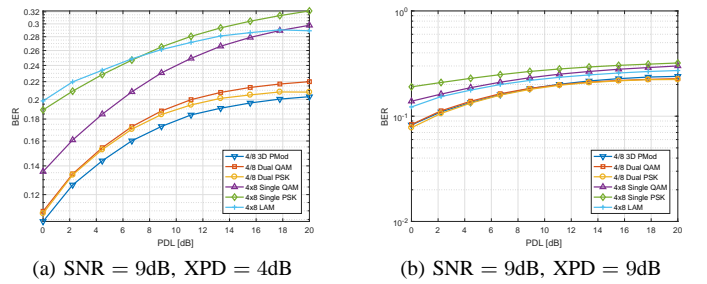 0.32
0.3
0.28
0.26
0.24
0.22
0.2
0.18
0.16
0.14
0.12
BER
0 2 4 6 8 10 12 14 16 18 20
PDL [dB]
4/8 3D PMod
4/8 Dual QAM
4/8 Dual PSK
4x8 Single QAM
4x8 Single PSK
4x8 LAM
(a) SNR = 9dB, XPD = 4dB
10^0
10^-1
10^-2
BER
0 2 4 6 8 10 12 14 16 18 20
PDL [dB]
4/8 3D PMod
4/8 Dual QAM
4/8 Dual PSK
4x8 Single QAM
4x8 Single PSK
4x8 LAM
(b) SNR = 9dB, XPD = 9dB